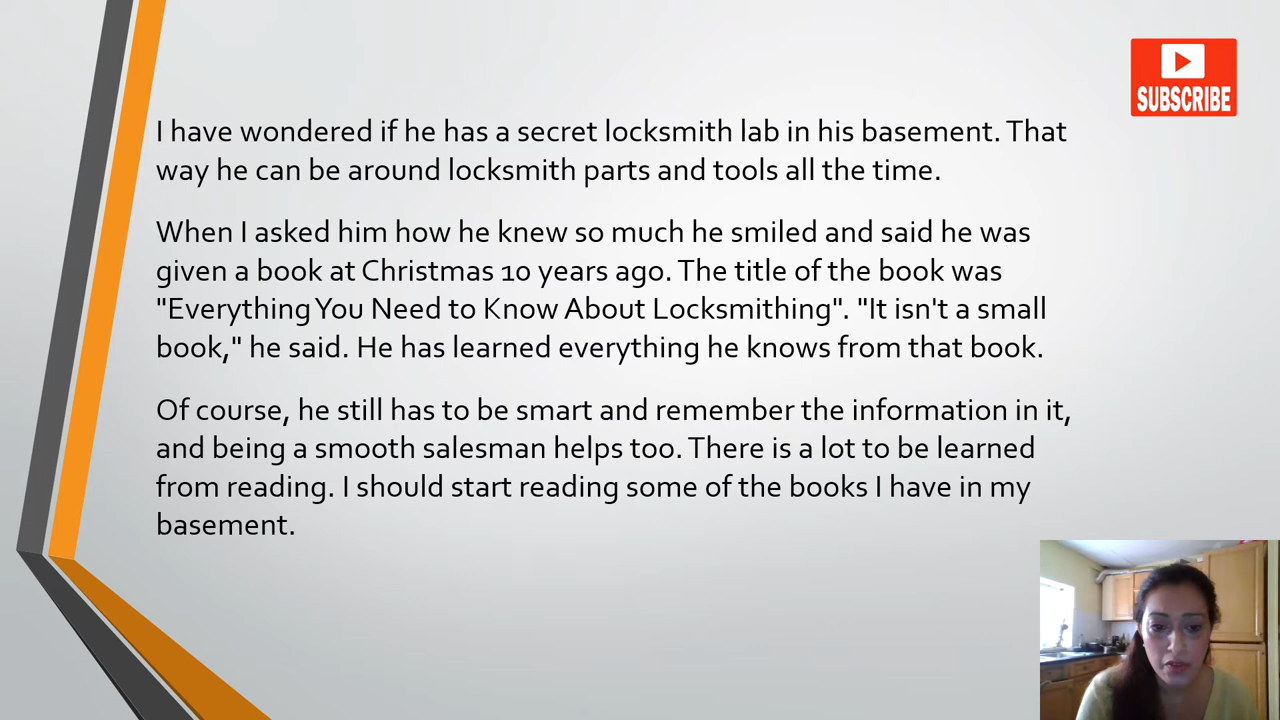 SUBSCRIBE
I have wondered if he has a secret locksmith lab in his basement. That
way he can be around locksmith parts and tools all the time.
When I asked him how he knew so much he smiled and said he was
given a book at Christmas 10 years ago. The title of the book was
"Everything You Need to Know About Locksmithing". "It isn't a small
book," he said. He has learned everything he knows from that book.
Of course, he still has to be smart and remember the information in it,
and being a smooth salesman helps too. There is a lot to be learned
from reading. I should start reading some of the books I have in my
basement.